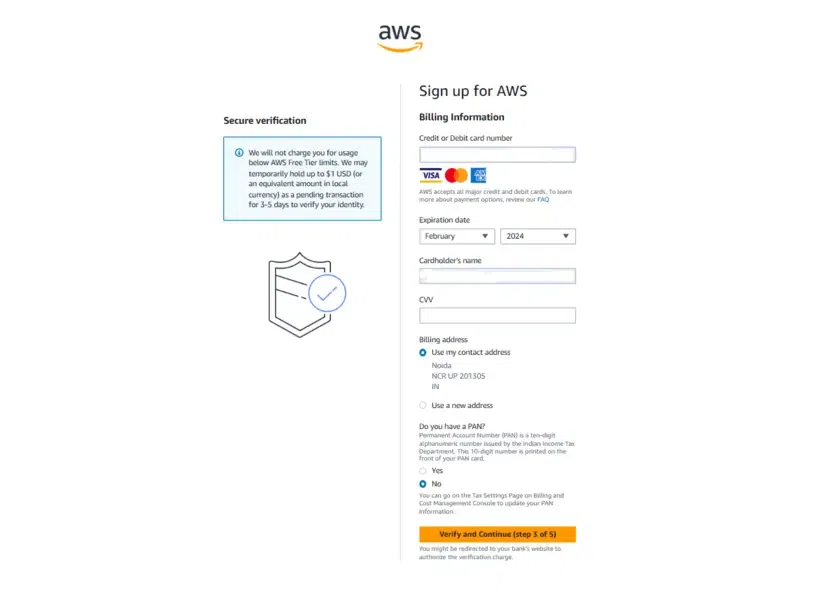 aws
Sign up for AWS
Secure verification
We will not charge you for usage
below AWS Free Tier limits. We may
temporarily hold up to $1 USD (or
an equivalent amount in local
currency) as a pending transaction
for 3-5 days to verify your identity.
Billing Information
Credit or Debit card number
VISA
AWS accepts all major credit and debit cards. To learn
more about payment options, review our FAQ
Expiration date
February
2024
Cardholder's name
CVV
Billing address
Use my contact address
Noida
NCR UP 201305
IN
Use a new address
Do you have a PAN?
Permanent Account Number (PAN) is a ten-digit
alphanumeric number issued by the Indian Income Tax
Department. This 10-digit number is printed on the
front of your PAN card.
Yes
No
You can go on the Tax Settings Page on Billing and
Cost Management Console to update your PAN
information.
Verify and Continue (step 3 of 5)
You might be redirected to your bank's website to
authorize the verification charge.